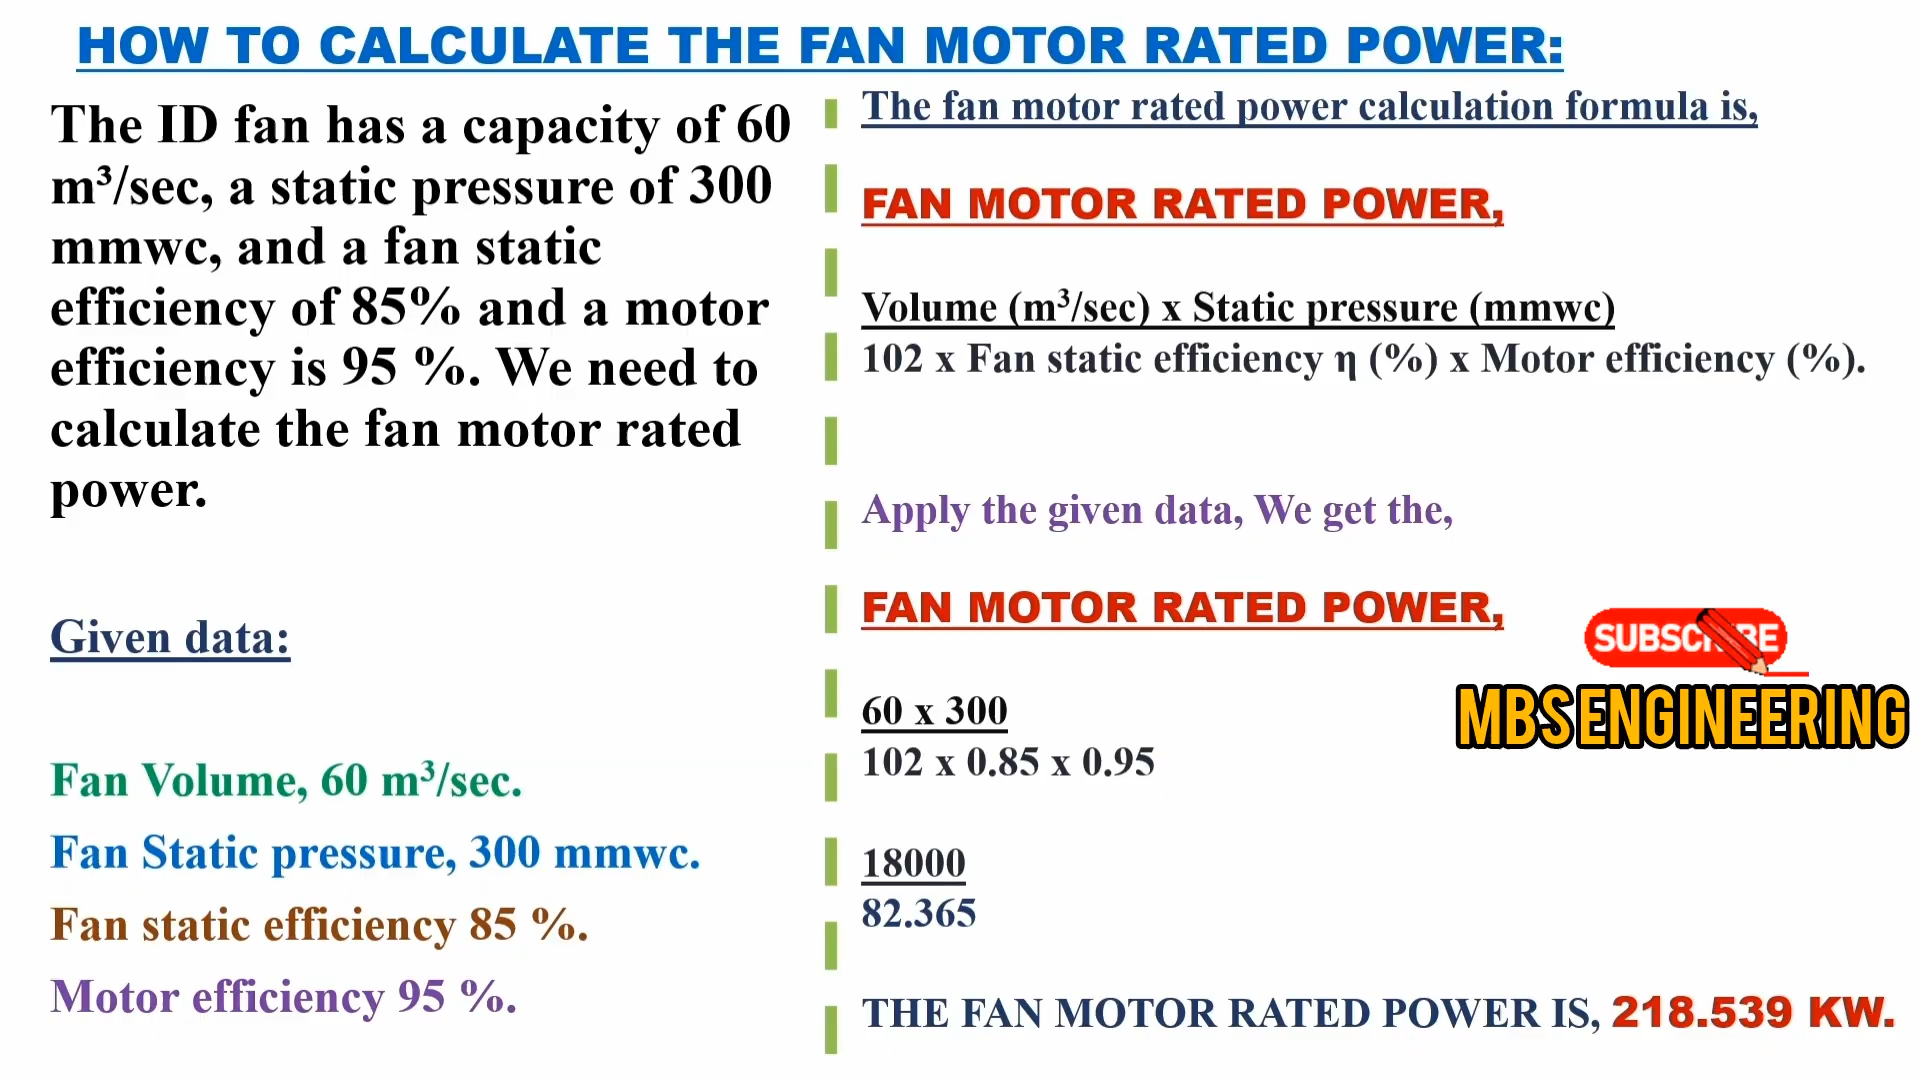 HOW TO CALCULATE THE FAN MOTOR RATED POWER:
The ID fan has a capacity of 60
m³/sec, a static pressure of 300
mmwc, and a fan static
efficiency of 85% and a motor
efficiency is 95 %. We need to
calculate the fan motor rated
power.
Given data:
Fan Volume, 60 m³/sec.
Fan Static pressure, 300 mmwc.
Fan static efficiency 85 %.
Motor efficiency 95 %.
The fan motor rated power calculation formula is,
FAN MOTOR RATED POWER,
Volume (m³/sec) x Static pressure (mmwc)
102 x Fan static efficiency η (%) x Motor efficiency (%).
Apply the given data, We get the,
FAN MOTOR RATED POWER,
60 x 300
102 x 0.85 x 0.95
18000
82.365
THE FAN MOTOR RATED POWER IS, 218.539 KW.
SUBSCRIBE
MBS ENGINEERING